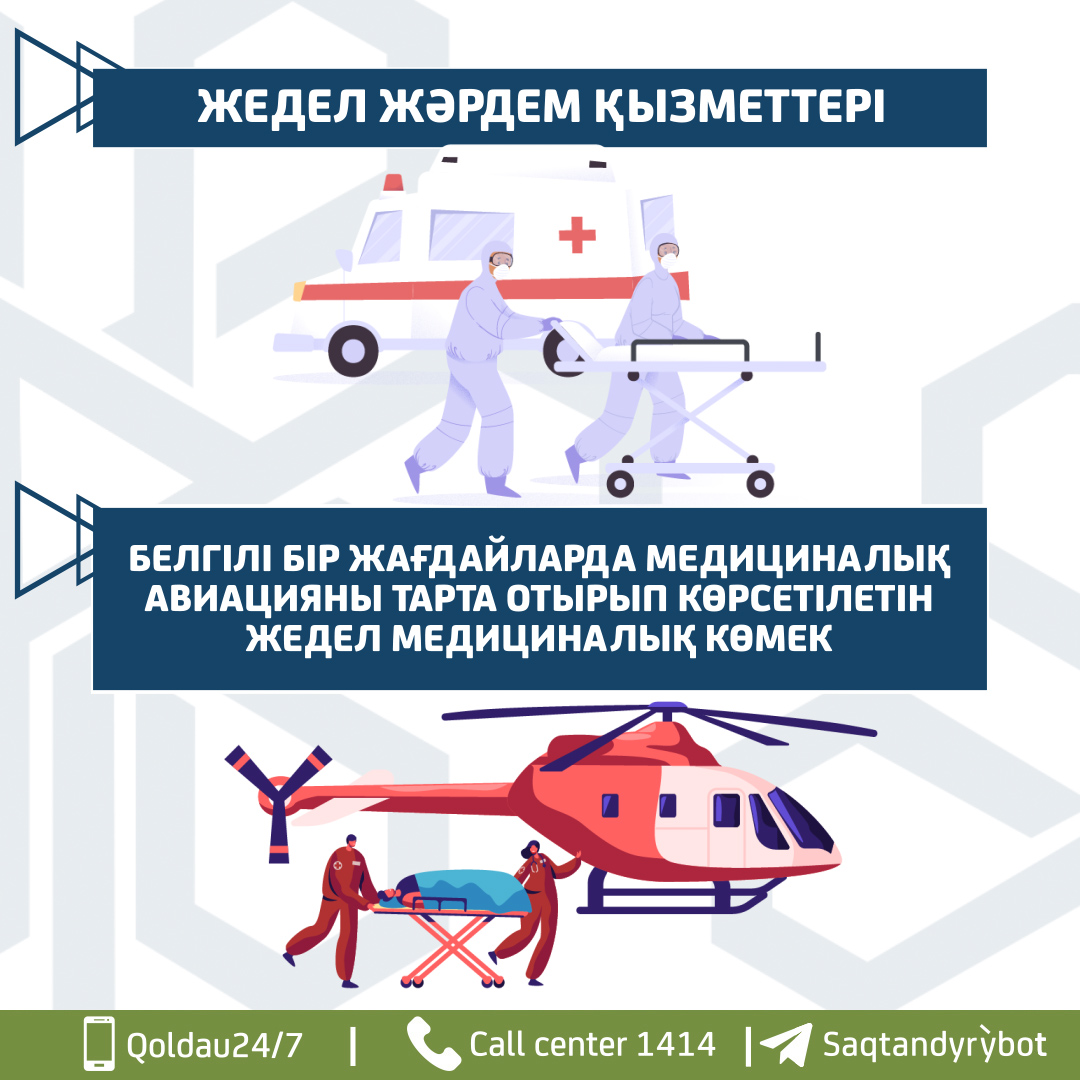 ЖЕДЕЛ ЖӘРДЕМ ҚЫЗМЕТТЕРІ
БЕЛГІЛІ БІР ЖАҒДАЙЛАРДА МЕДИЦИНАЛЫҚ
АВИАЦИЯНЫ ТАРТА ОТЫРЫП КӨРСЕТІЛЕТІН
ЖЕДЕЛ МЕДИЦИНАЛЫҚ КӨМЕК
Qoldau24/7 | Call center 1414 | Saqtandyrỳbot